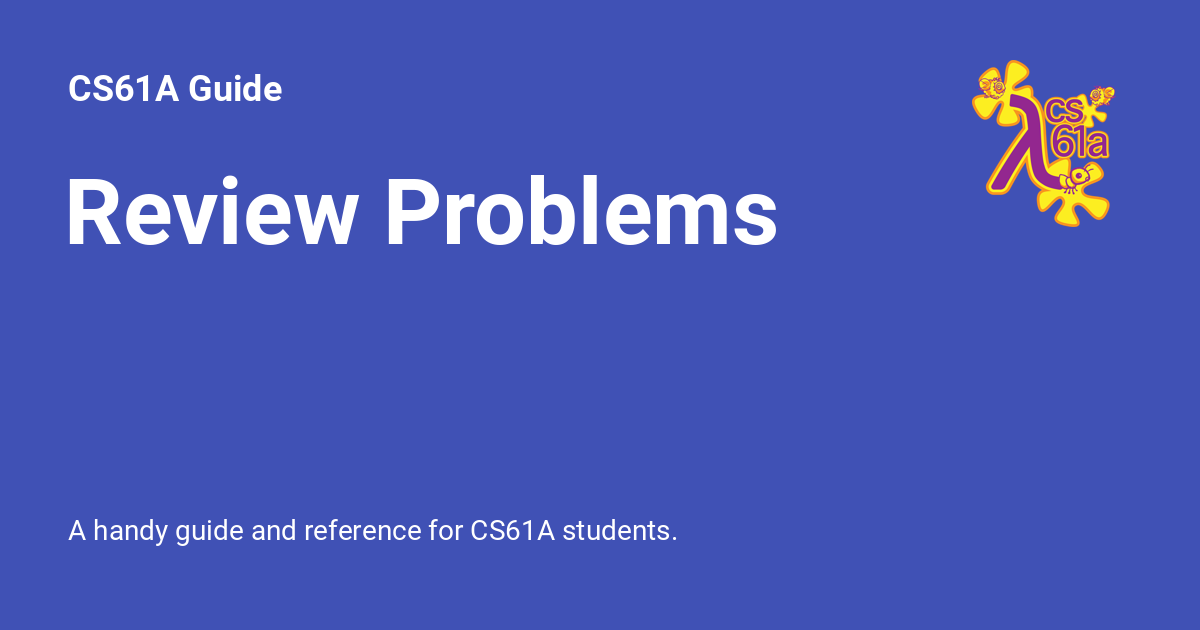 CS61A Guide
cs
61a
Review Problems
A handy guide and reference for CS61A students.